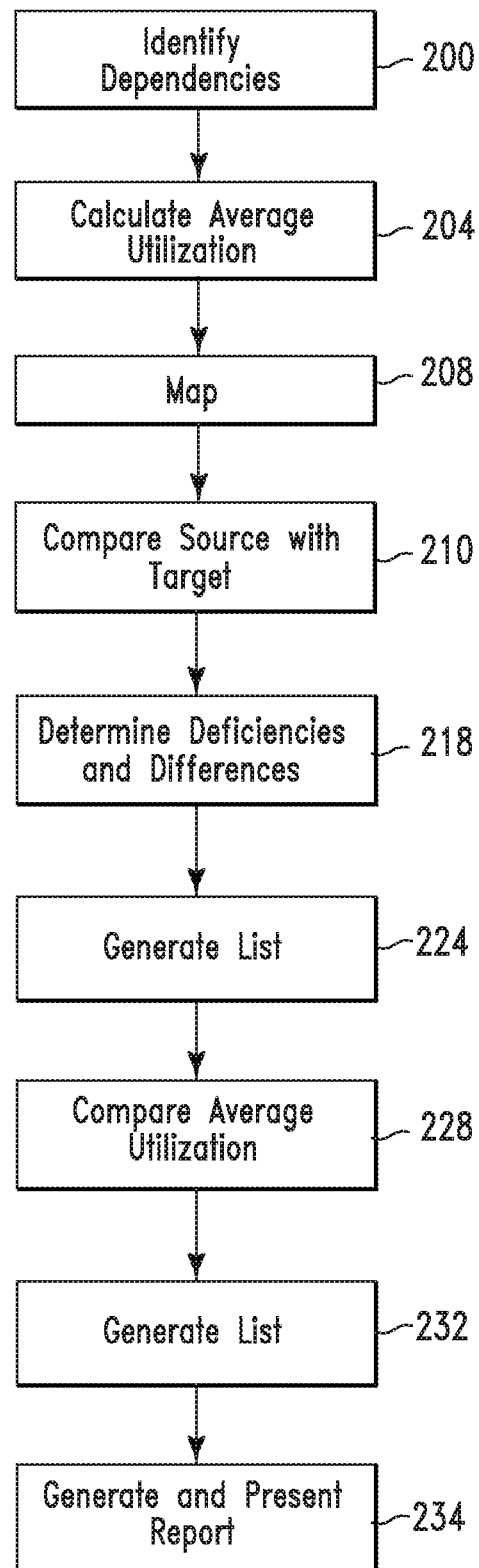 Identify
Dependencies
200
Calculate Average
Utilization
204
Map
208
Compare Source with
Target
210
Determine Deficiencies
and Differences
218
Generate List
224
Compare Average
Utilization
228
Generate List
232
Generate and Present
Report
234